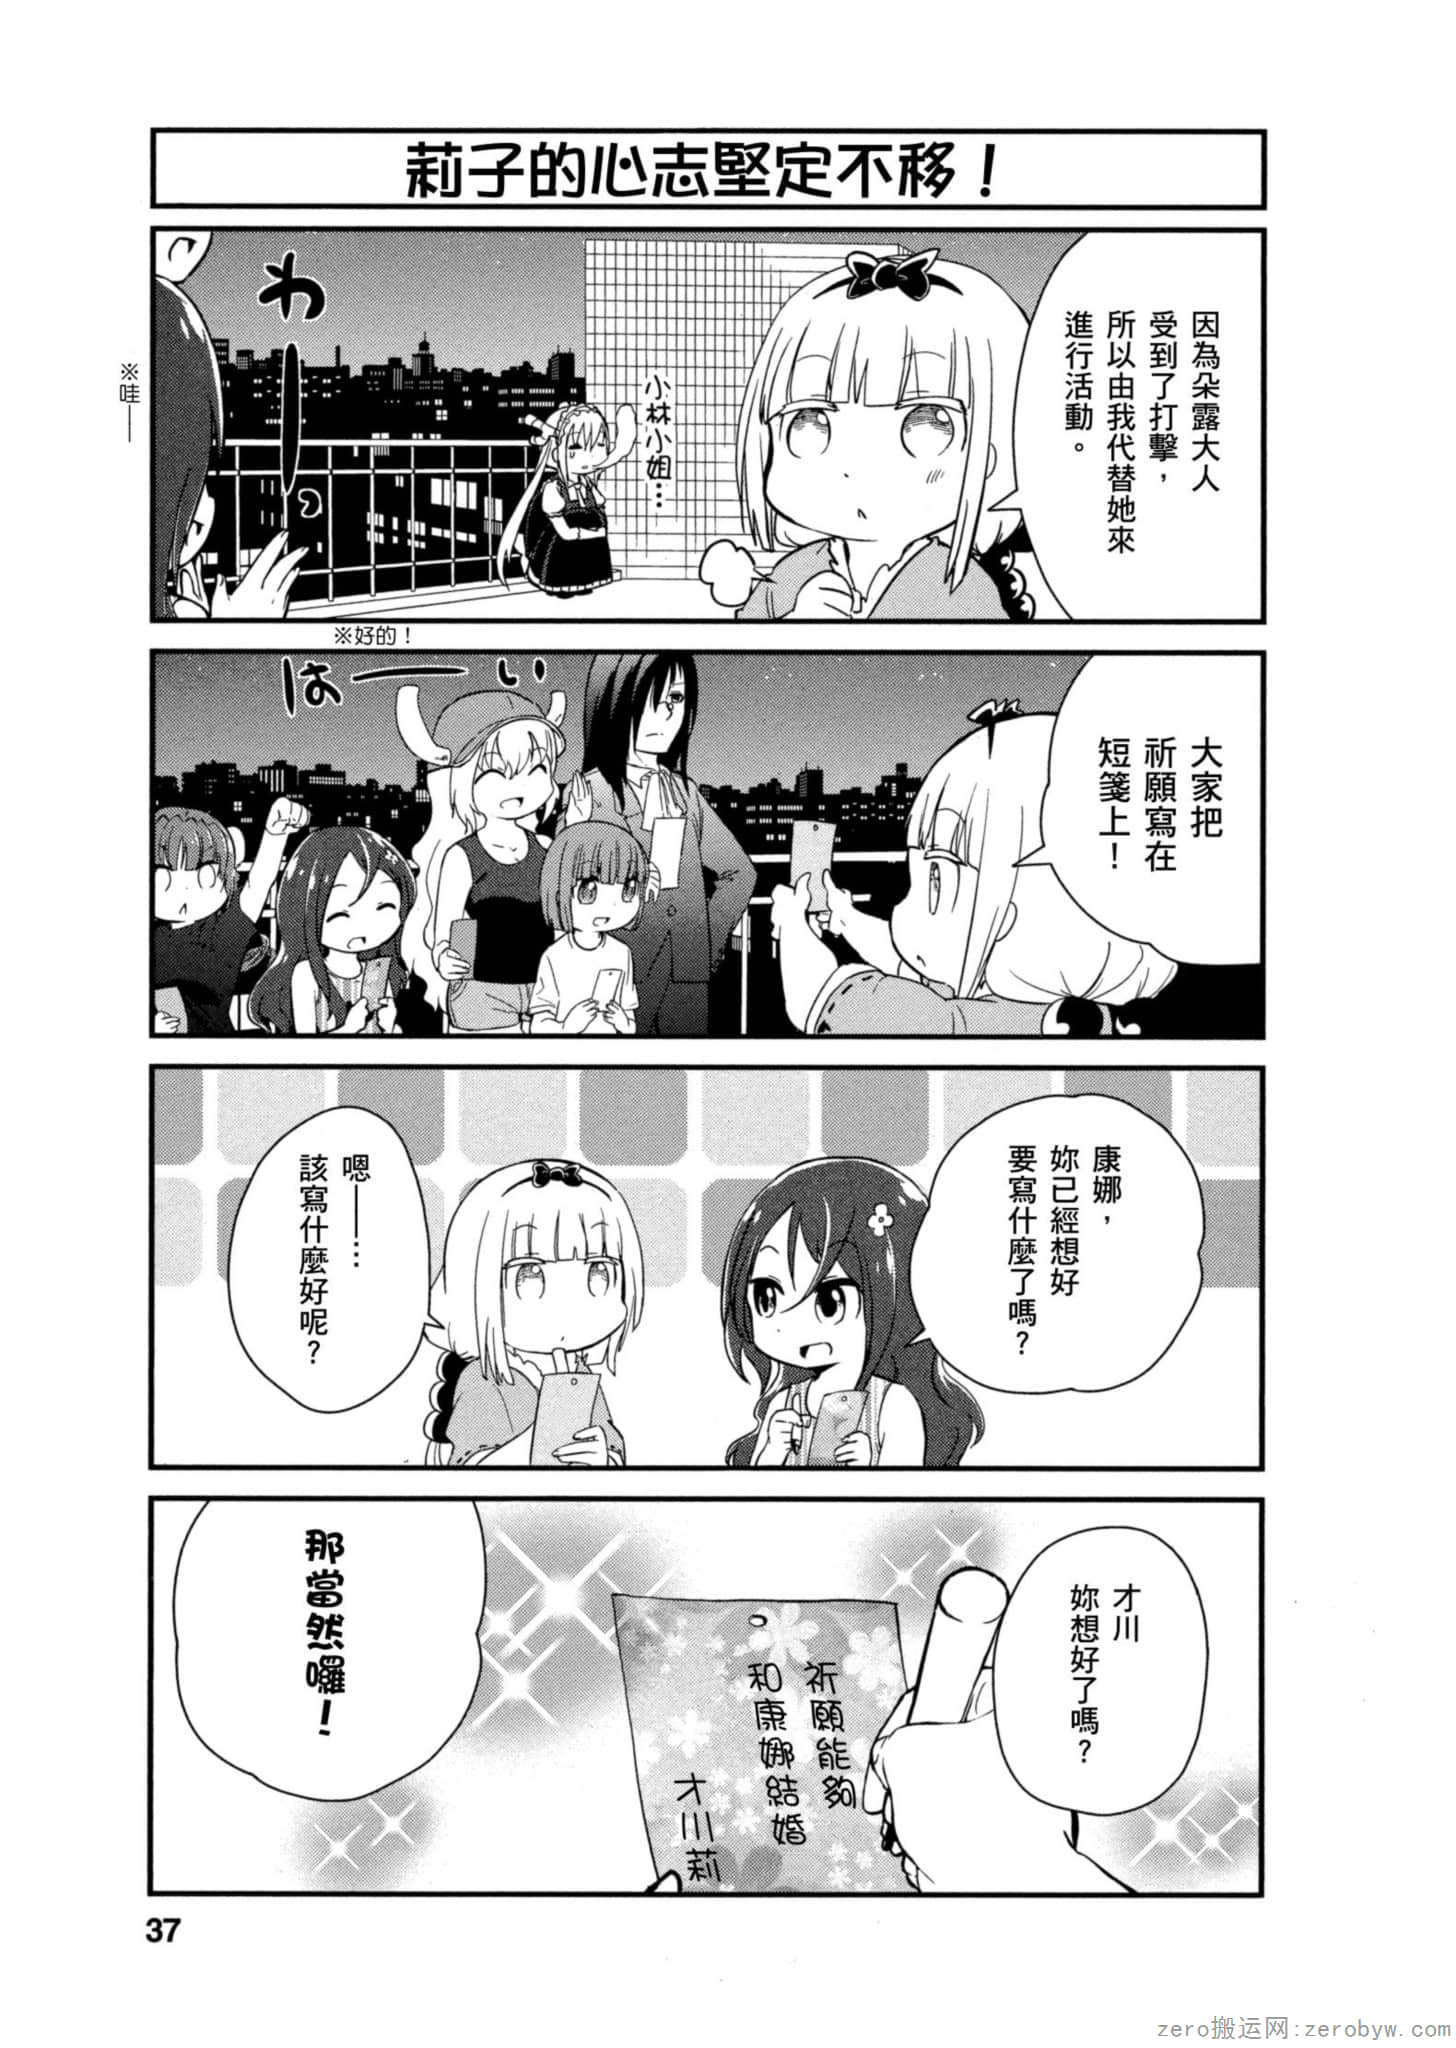 莉子的心志堅定不移！
因為朵露大人
受到了打擊，
所以由我代替她來
進行活動。
小林小姐…
わーっ
※哇──
※好的！
はーい
大家把
祈願寫在
短箋上！
康娜，
妳已經想好
要寫什麼了嗎？
嗯──…
該寫什麼好呢？
才川
妳想好了嗎？
祈願能夠
和康娜結婚
才川莉
那當然囉！
37
zero搬运网:zerobyw.com